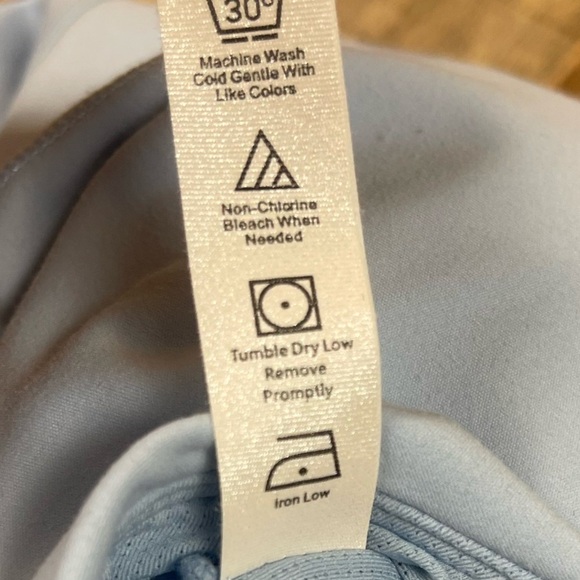 30°
Machine Wash
Cold Gentle With
Like Colors
Non-Chlorine
Bleach When
Needed
Tumble Dry Low
Remove
Promptly
Iron Low